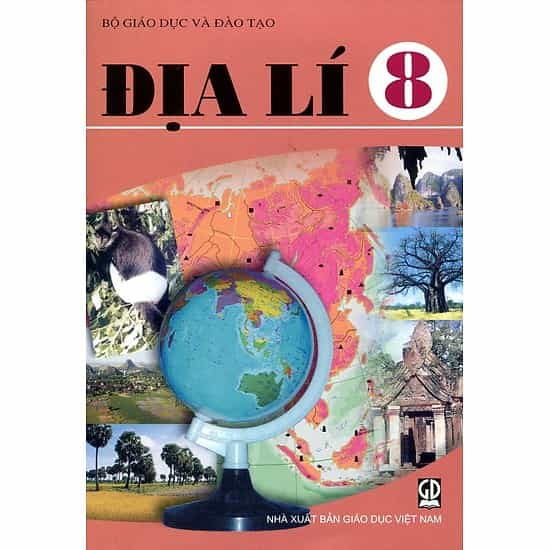 BỘ GIÁO DỤC VÀ ĐÀO TẠO
ĐỊA LÍ 8
GD
NHÀ XUẤT BẢN GIÁO DỤC VIỆT NAM